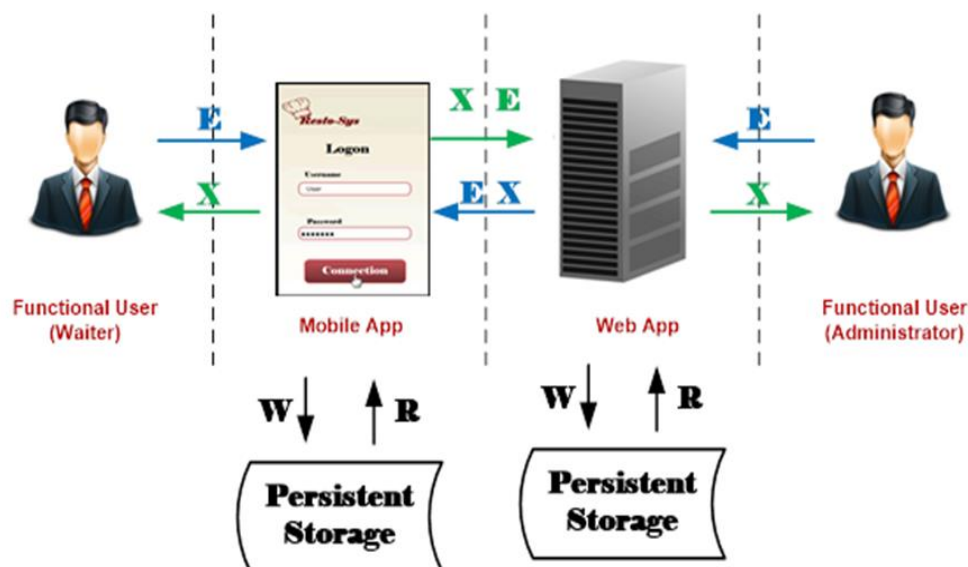 E
X
Resto-Sys
Logon
Username
User
Password
Connection
X E
E X
E
X
Functional User
(Waiter)
Mobile App
Web App
Functional User
(Administrator)
W
R
W
R
Persistent
Storage
Persistent
Storage